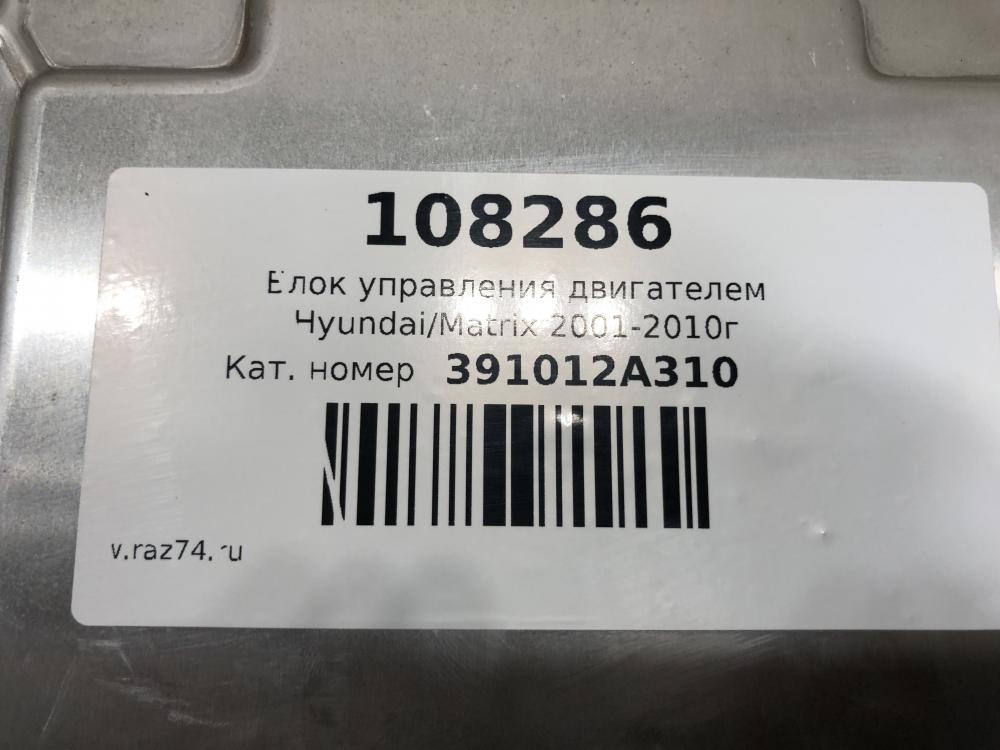 108286
Блок управления двигателем
Hyundai/Matrix 2001-2010г
Кат. номер 391012A310
v.raz74.ru